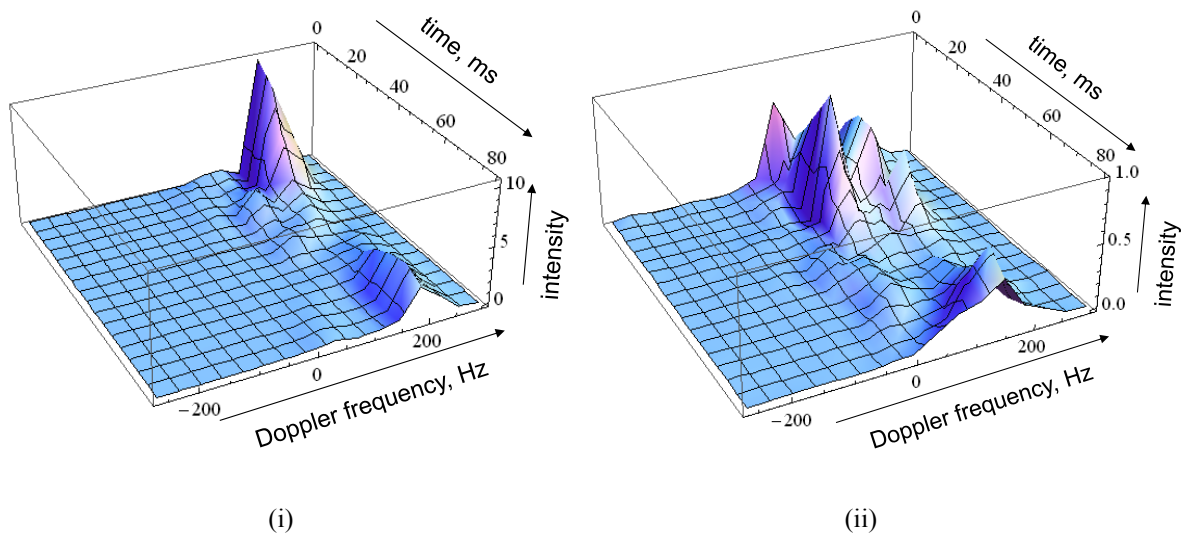 0
20
40
60
80
time, ms
10
5
0
intensity
−200
0
200
Doppler frequency, Hz
(i)
0
20
40
60
80
time, ms
1.0
0.5
0.0
intensity
−200
0
200
Doppler frequency, Hz
(ii)